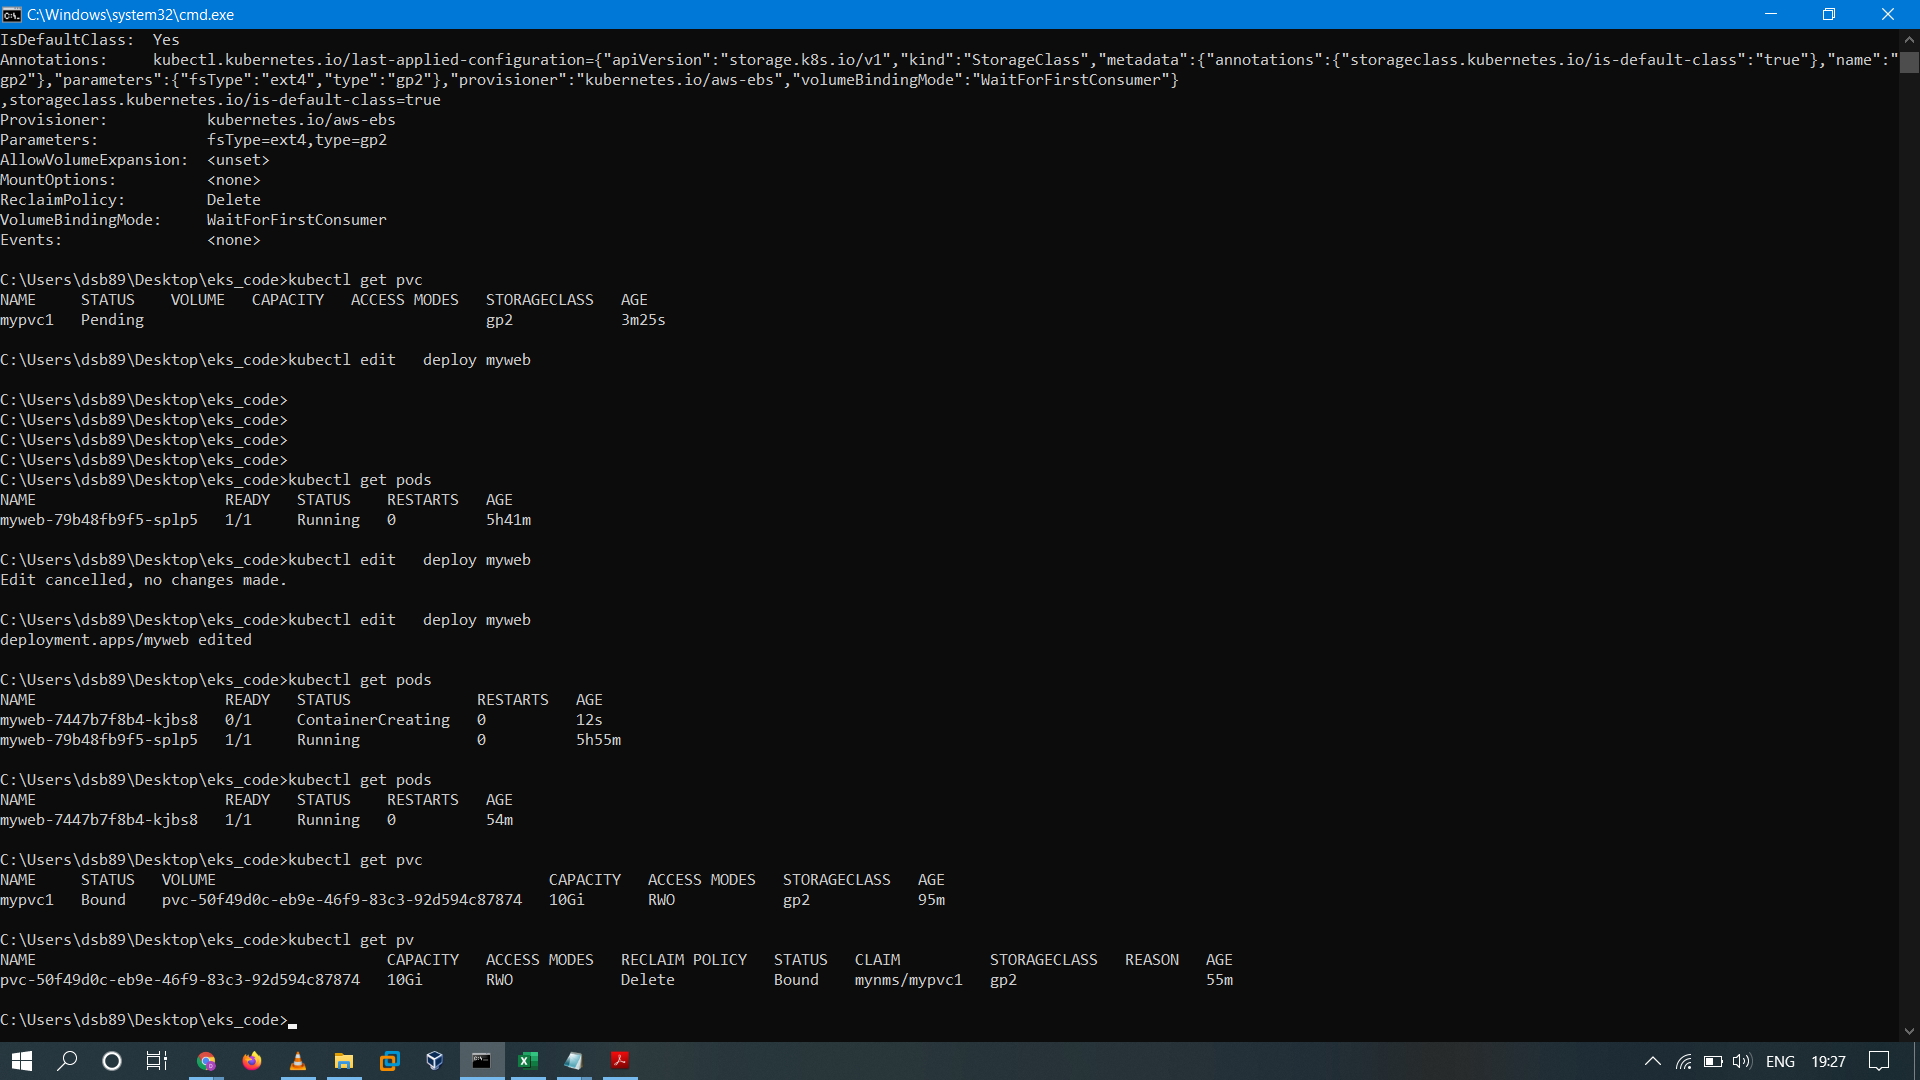 C:\Windows\system32\cmd.exe
IsDefaultClass:  Yes
Annotations:     kubectl.kubernetes.io/last-applied-configuration={"apiVersion":"storage.k8s.io/v1","kind":"StorageClass","metadata":{"annotations":{"storageclass.kubernetes.io/is-default-class":"true"},"name":"
gp2"},"parameters":{"fsType":"ext4","type":"gp2"},"provisioner":"kubernetes.io/aws-ebs","volumeBindingMode":"WaitForFirstConsumer"}
,storageclass.kubernetes.io/is-default-class=true
Provisioner:           kubernetes.io/aws-ebs
Parameters:            fsType=ext4,type=gp2
AllowVolumeExpansion:  <unset>
MountOptions:          <none>
ReclaimPolicy:         Delete
VolumeBindingMode:     WaitForFirstConsumer
Events:                <none>
C:\Users\dsb89\Desktop\eks_code>kubectl get pvc
NAME     STATUS    VOLUME   CAPACITY   ACCESS MODES   STORAGECLASS   AGE
mypvc1   Pending                                      gp2            3m25s
C:\Users\dsb89\Desktop\eks_code>kubectl edit   deploy myweb
C:\Users\dsb89\Desktop\eks_code>
C:\Users\dsb89\Desktop\eks_code>
C:\Users\dsb89\Desktop\eks_code>
C:\Users\dsb89\Desktop\eks_code>
C:\Users\dsb89\Desktop\eks_code>kubectl get pods
NAME                     READY   STATUS    RESTARTS   AGE
myweb-79b48fb9f5-splp5   1/1     Running   0          5h41m
C:\Users\dsb89\Desktop\eks_code>kubectl edit   deploy myweb
Edit cancelled, no changes made.
C:\Users\dsb89\Desktop\eks_code>kubectl edit   deploy myweb
deployment.apps/myweb edited
C:\Users\dsb89\Desktop\eks_code>kubectl get pods
NAME                     READY   STATUS              RESTARTS   AGE
myweb-7447b7f8b4-kjbs8   0/1     ContainerCreating   0          12s
myweb-79b48fb9f5-splp5   1/1     Running             0          5h55m
C:\Users\dsb89\Desktop\eks_code>kubectl get pods
NAME                     READY   STATUS    RESTARTS   AGE
myweb-7447b7f8b4-kjbs8   1/1     Running   0          54m
C:\Users\dsb89\Desktop\eks_code>kubectl get pvc
NAME     STATUS   VOLUME                                     CAPACITY   ACCESS MODES   STORAGECLASS   AGE
mypvc1   Bound    pvc-50f49d0c-eb9e-46f9-83c3-92d594c87874   10Gi       RWO            gp2            95m
C:\Users\dsb89\Desktop\eks_code>kubectl get pv
NAME                                       CAPACITY   ACCESS MODES   RECLAIM POLICY   STATUS   CLAIM          STORAGECLASS   REASON   AGE
pvc-50f49d0c-eb9e-46f9-83c3-92d594c87874   10Gi       RWO            Delete           Bound    mynms/mypvc1   gp2                     55m
C:\Users\dsb89\Desktop\eks_code>
ENG 19:27